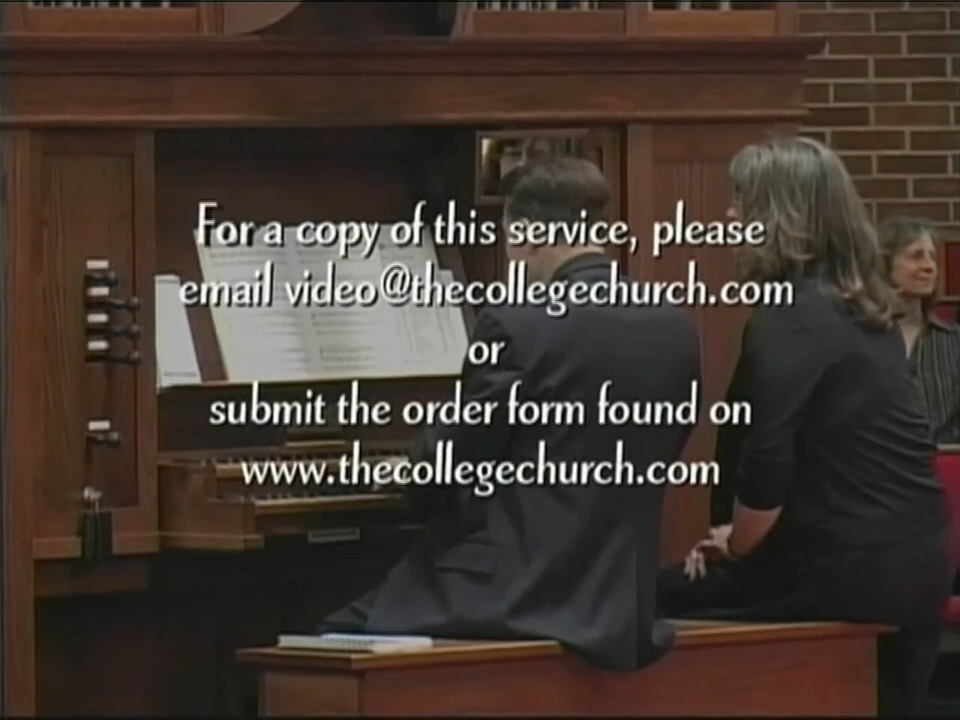 For a copy of this service, please
email video@thecollegechurch.com
or
submit the order form found on
www.thecollegechurch.com